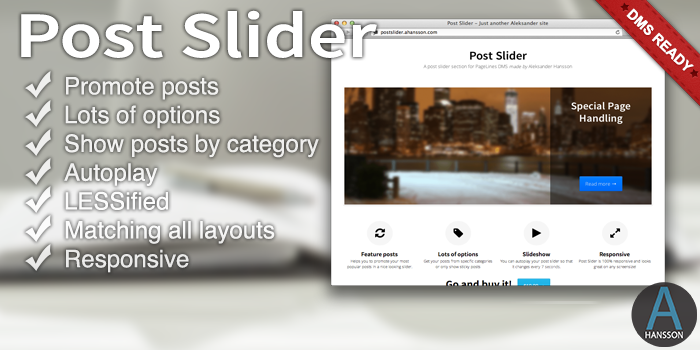 Post Slider
Promote posts
Lots of options
Show posts by category
Autoplay
LESSified
Matching all layouts
Responsive
Post Slider – Just another Aleksander site
postslider.ahansson.com
Post Slider
A post slider section for PageLines DMS made by Aleksander Hansson
Special Page
Handling
Read more →
Feature posts
Helps you to promote your most
popular posts in a nice looking slider.
Lots of options
Get your posts from specific categories
or only show sticky posts
Slideshow
You can autoplay your post slider so that
it changes every 7 seconds.
Responsive
Post Slider is 100% responsive and looks
great on any screensize
Go and buy it!
DMS READY
A
HANSSON